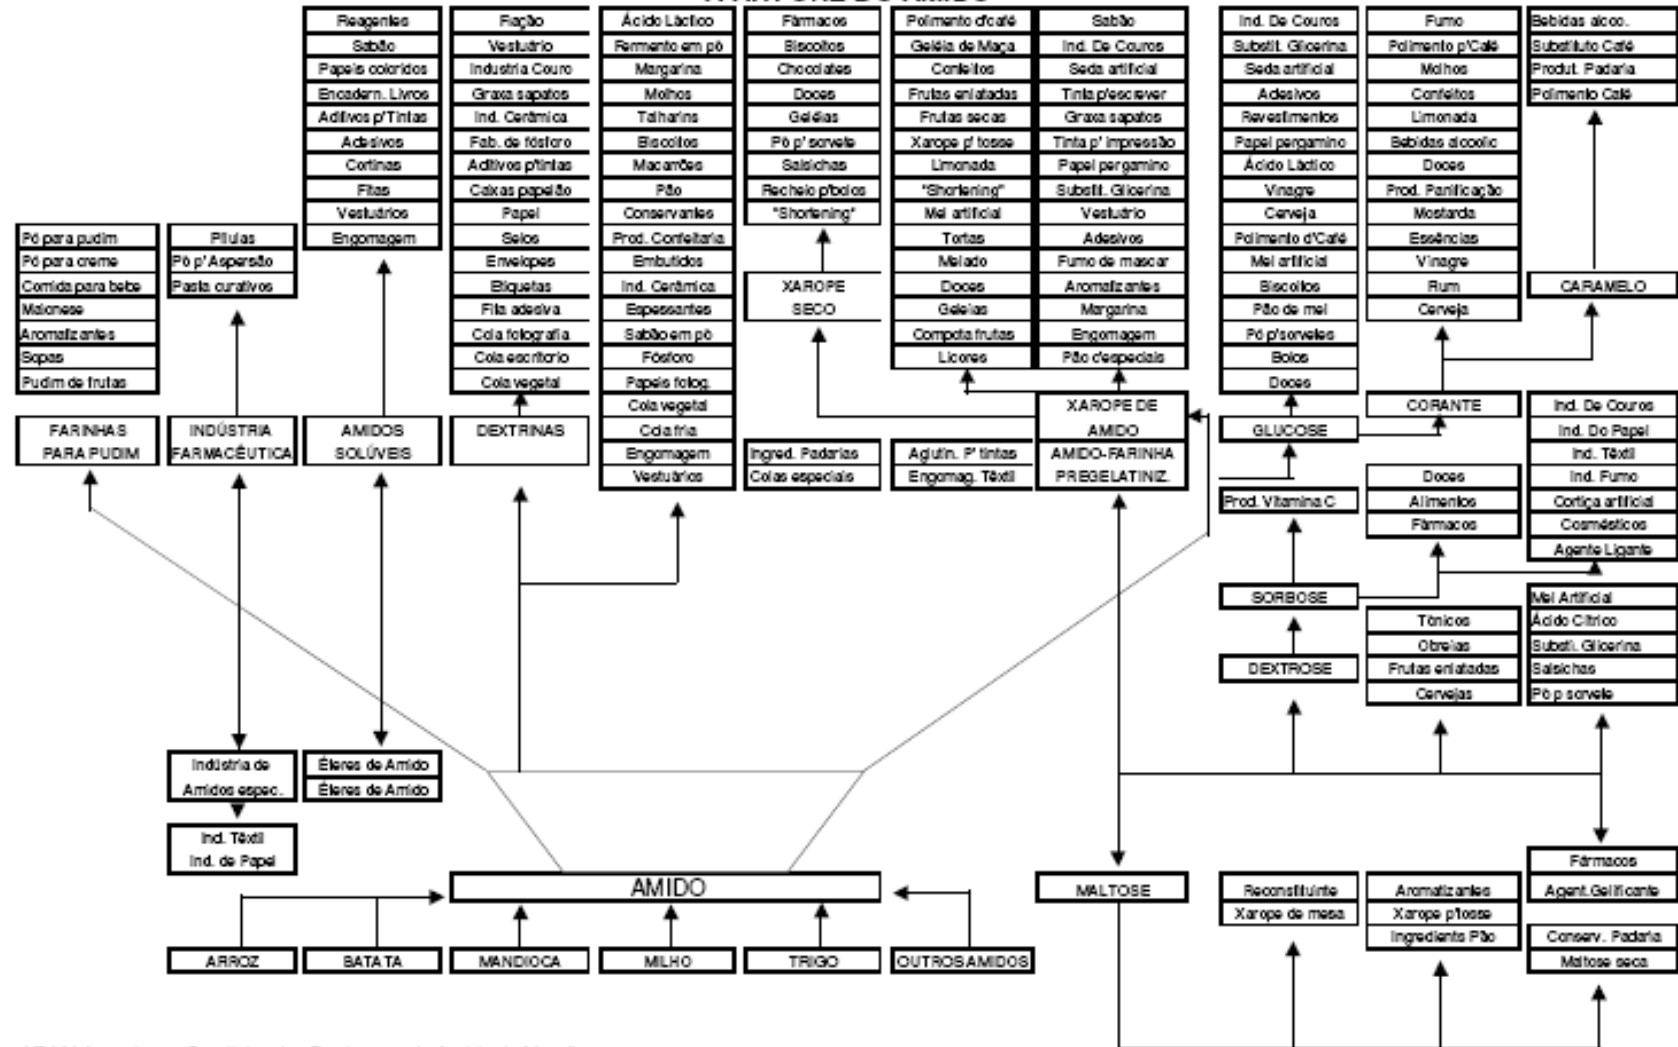 Reagentes
Sabão
Papeis coloridos
Encadern. Livros
Aditivos p'Tintas
Adesivos
Cortinas
Fitas
Vestuários
Engomagem
Fiação
Vestuário
Industria Couro
Graxa sapatos
Ind. Cerâmica
Fab. de fósforo
Aditivos p'tintas
Caixas papelão
Papel
Selos
Envelopes
Etiquetas
Fita adesiva
Cola fotografia
Cola escritorio
Cola vegetal
Ácido Láctico
Fermento em pó
Margarina
Molhos
Talharins
Biscoitos
Macarrões
Pão
Conservantes
Prod. Confeitaria
Embutidos
Ind. Cerâmica
Espessantes
Sabão em pó
Fósforo
Papeis fotog.
Cola vegetal
Cola fria
Engomagem
Vestuários
Fármacos
Biscoitos
Chocolates
Doces
Geléias
Pó p' sorvete
Salsichas
Recheio p'bolos
"Shortening"
XAROPE
SECO
Ingred. Padarias
Colas especiais
Polimento d'café
Geléia de Maça
Confeitos
Frutas enlatadas
Frutas secas
Xarope p' tosse
Limonada
"Shortening"
Mel artificial
Tortas
Melado
Doces
Geleias
Compota frutas
Licores
Aglutin. P' tintas
Engomag. Têxtil
Sabão
Ind. De Couros
Seda artificial
Tinta p'escrever
Graxa sapatos
Tinta p' impressão
Papel pergamino
Substit. Glicerina
Vestuário
Adesivos
Fumo de mascar
Aromatizantes
Margarina
Engomagem
Pão d'especiais
XAROPE DE
AMIDO
AMIDO-FARINHA
PREGELATINIZ.
Ind. De Couros
Substit. Glicerina
Seda artificial
Adesivos
Revestimentos
Papel pergamino
Ácido Láctico
Vinagre
Cerveja
Polimento d'Café
Mel artificial
Biscoitos
Pão de mel
Pó p'sorvetes
Bolos
Doces
GLUCOSE
Prod. Vitamina C
SORBOSE
DEXTROSE
Fumo
Polimento p'Café
Molhos
Confeitos
Limonada
Bebidas alcoolic
Doces
Prod. Panificação
Mostarda
Essências
Vinagre
Rum
Cerveja
CORANTE
Doces
Alimentos
Fármacos
Tônicos
Obreias
Frutas enlatadas
Cervejas
Bebidas alcoo.
Substituto Café
Produt. Padaria
Polimento Café
CARAMELO
Ind. De Couros
Ind. Do Papel
Ind. Têxtil
Ind. Fumo
Cortiça artificial
Cosmésticos
Agente Ligante
Mel Artificial
Ácido Cítrico
Substi. Glicerina
Salsichas
Pó p sorvete
Pó para pudim
Pó para creme
Comida para bebe
Maionese
Aromatizantes
Sopas
Pudim de frutas
FARINHAS
PARA PUDIM
Pílulas
Pó p' Aspersão
Pasta curativos
INDÚSTRIA
FARMACÊUTICA
AMIDOS
SOLÚVEIS
DEXTRINAS
Indústria de
Amidos espec.
Éteres de Amido
Éteres de Amido
Ind. Têxtil
Ind. de Papel
AMIDO
MALTOSE
Reconstituinte
Xarope de mesa
Aromatizantes
Xarope p'tosse
Ingredients Pão
Fármacos
Agent.Gelificante
Conserv. Padaria
Maltose seca
ARROZ
BATATA
MANDIOCA
MILHO
TRIGO
OUTROS AMIDOS